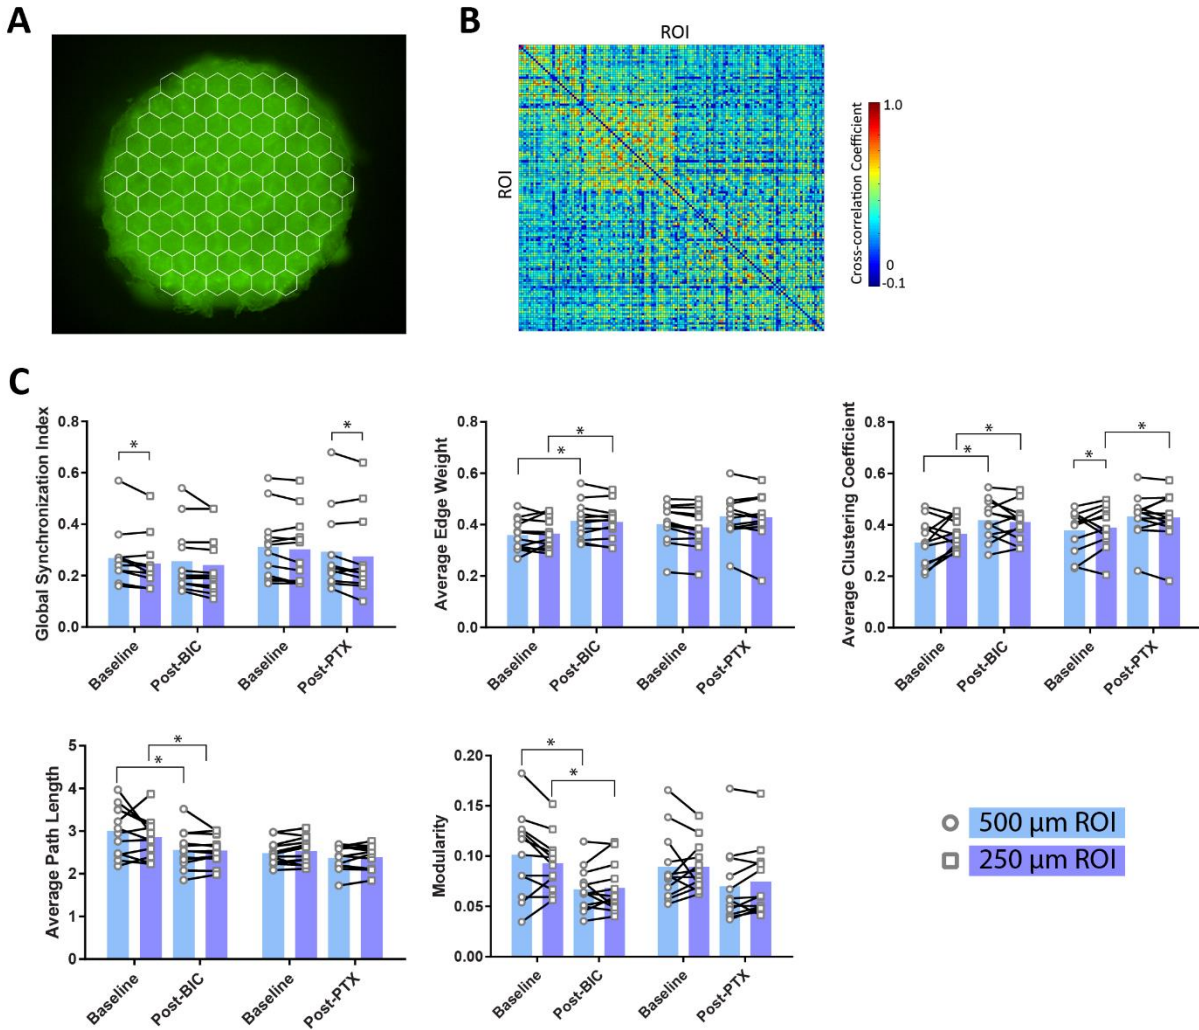 A
B
ROI
ROI
1.0
0
-0.1
Cross-correlation Coefficient
C
Global Synchronization Index
0.8
0.6
0.4
0.2
0.0
*
*
Baseline
Post-BIC
Baseline
Post-PTX
Average Edge Weight
0.8
0.6
0.4
0.2
0.0
*
*
Baseline
Post-BIC
Baseline
Post-PTX
Average Clustering Coefficient
0.8
0.6
0.4
0.2
0.0
*
*
*
*
Baseline
Post-BIC
Baseline
Post-PTX
Average Path Length
5
4
3
2
1
0
*
*
Baseline
Post-BIC
Baseline
Post-PTX
Modularity
0.20
0.15
0.10
0.05
0.00
*
*
Baseline
Post-BIC
Baseline
Post-PTX
500 µm ROI
250 µm ROI